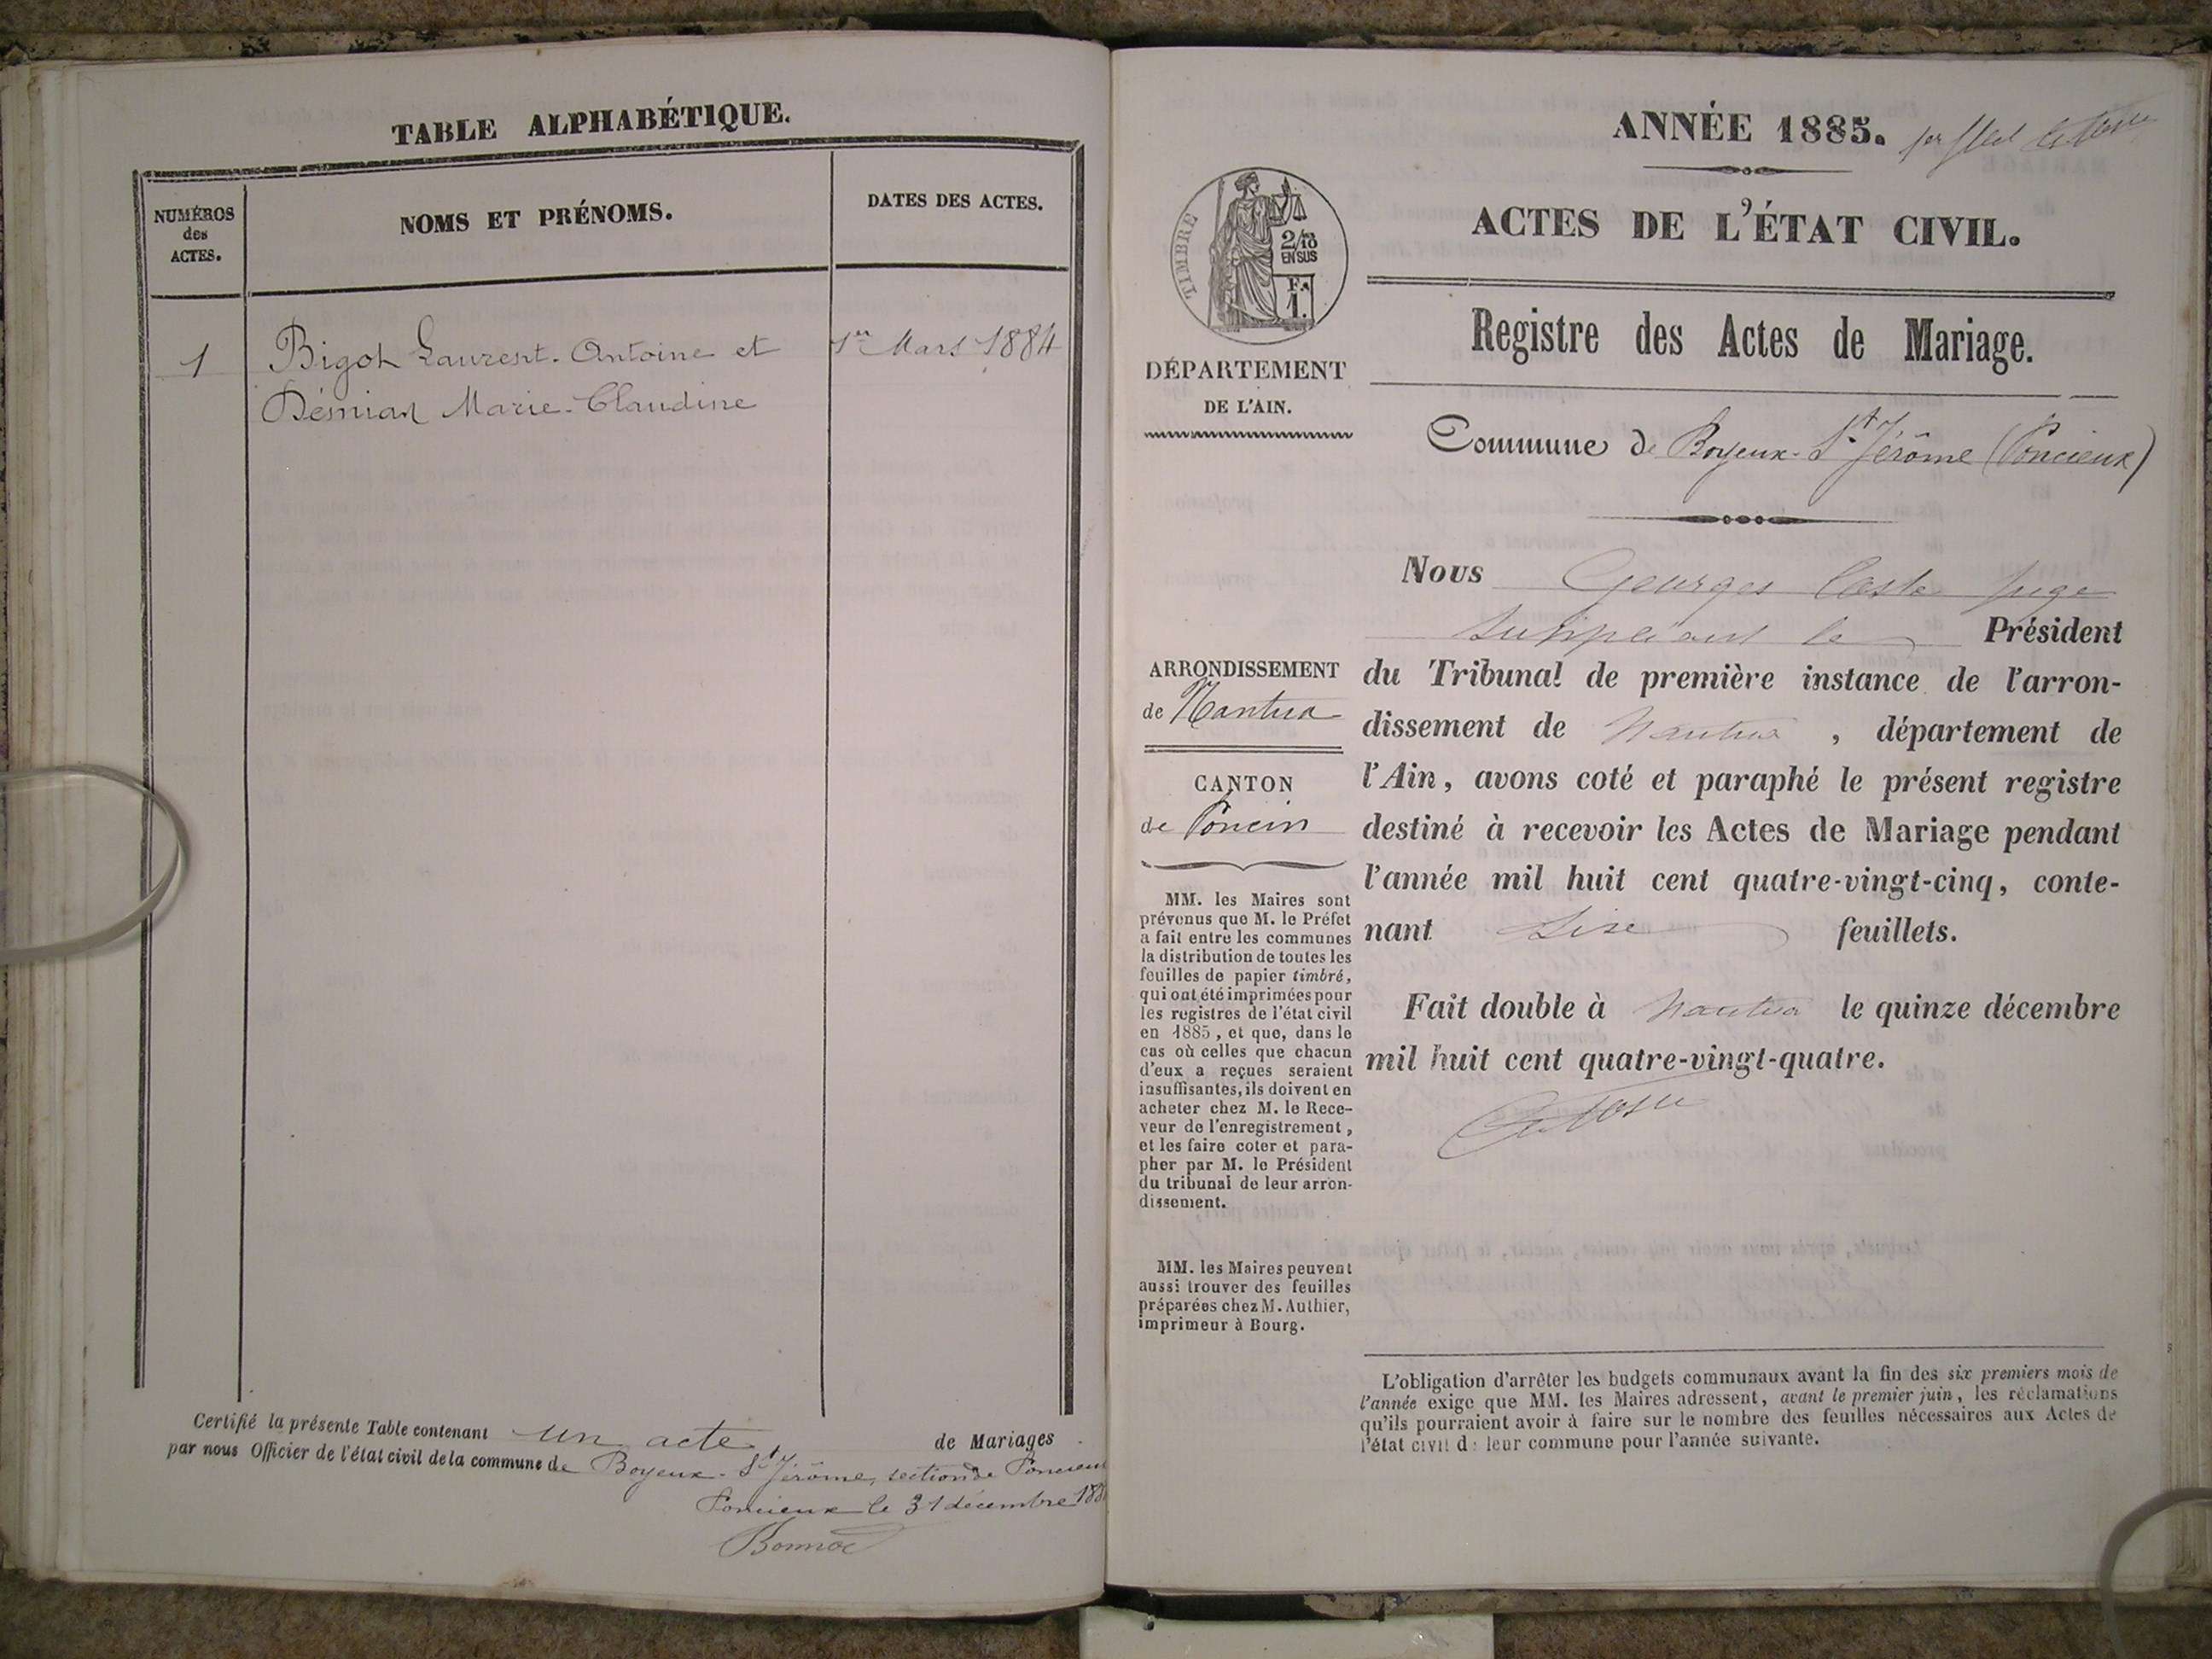 TABLE ALPHABÉTIQUE.
NUMÉROS
des
ACTES.
NOMS ET PRÉNOMS.
DATES DES ACTES.
1
Bigot Laurent-Antoine et
1er Mars 1884
Marie-Claudine
Certifié la présente Table contenant un acte de Mariages
par nous Officier de l'état civil de la commune de Boyeux-St Jérôme, section de Poncieux
Poncieux le 31 décembre
ANNÉE 1885.
ACTES DE L'ÉTAT CIVIL.
TIMBRE
2/10
EN SUS
F.
1.
Registre des Actes de Mariage.
DÉPARTEMENT
DE L'AIN.
Commune de Boyeux-St Jérôme (Poncieux)
Nous Georges Juge
suppléant le Président
du Tribunal de première instance de l'arron-
dissement de Nantua, département de
l'Ain, avons coté et paraphé le présent registre
destiné à recevoir les Actes de Mariage pendant
l'année mil huit cent quatre-vingt-cinq, conte-
nant feuillets.
Fait double à Nantua le quinze décembre
mil huit cent quatre-vingt-quatre.
ARRONDISSEMENT
de Nantua
CANTON
de Poncin
MM. les Maires sont
prévenus que M. le Préfet
a fait entre les communes
la distribution de toutes les
feuilles de papier timbré,
qui ont été imprimées pour
les registres de l'état civil
en 1885, et que, dans le
cas où celles que chacun
d'eux a reçues seraient
insuffisantes, ils doivent en
acheter chez M. le Rece-
veur de l'enregistrement,
et les faire coter et para-
pher par M. le Président
du tribunal de leur arron-
dissement.
MM. les Maires peuvent
aussi trouver des feuilles
préparées chez M. Authier,
imprimeur à Bourg.
L'obligation d'arrêter les budgets communaux avant la fin des six premiers mois de
l'année exige que MM. les Maires adressent, avant le premier juin, les réclamations
qu'ils pourraient avoir à faire sur le nombre des feuilles nécessaires aux Actes de
l'état civil de leur commune pour l'année suivante.